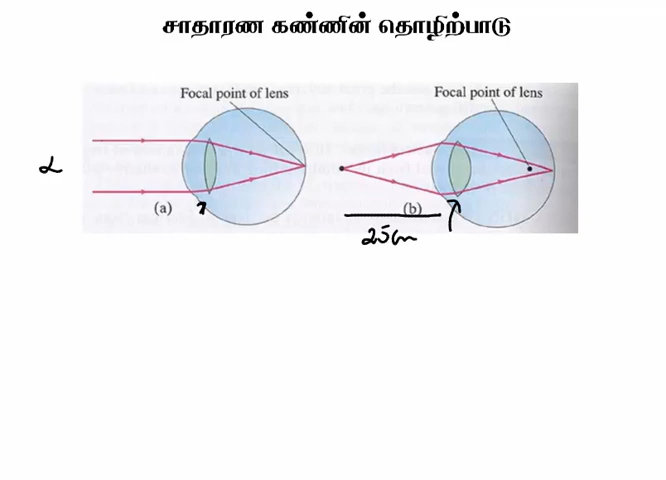 சாதாரண கண்ணின் தொழிற்பாடு
Focal point of lens
Focal point of lens
(a)
(b)
25cm